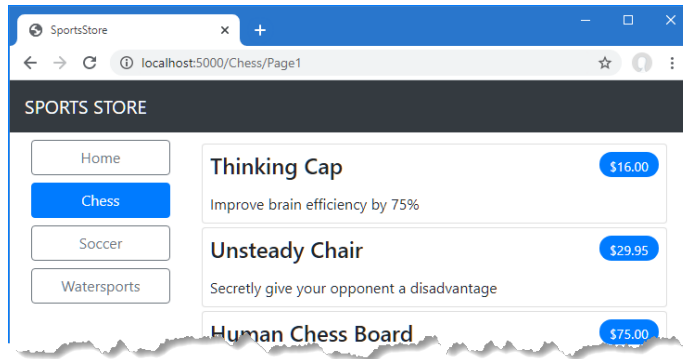 SportsStore
localhost:5000/Chess/Page1
SPORTS STORE
Home
Chess
Soccer
Watersports
Thinking Cap $16.00
Improve brain efficiency by 75%
Unsteady Chair $29.95
Secretly give your opponent a disadvantage
Human Chess Board $75.00